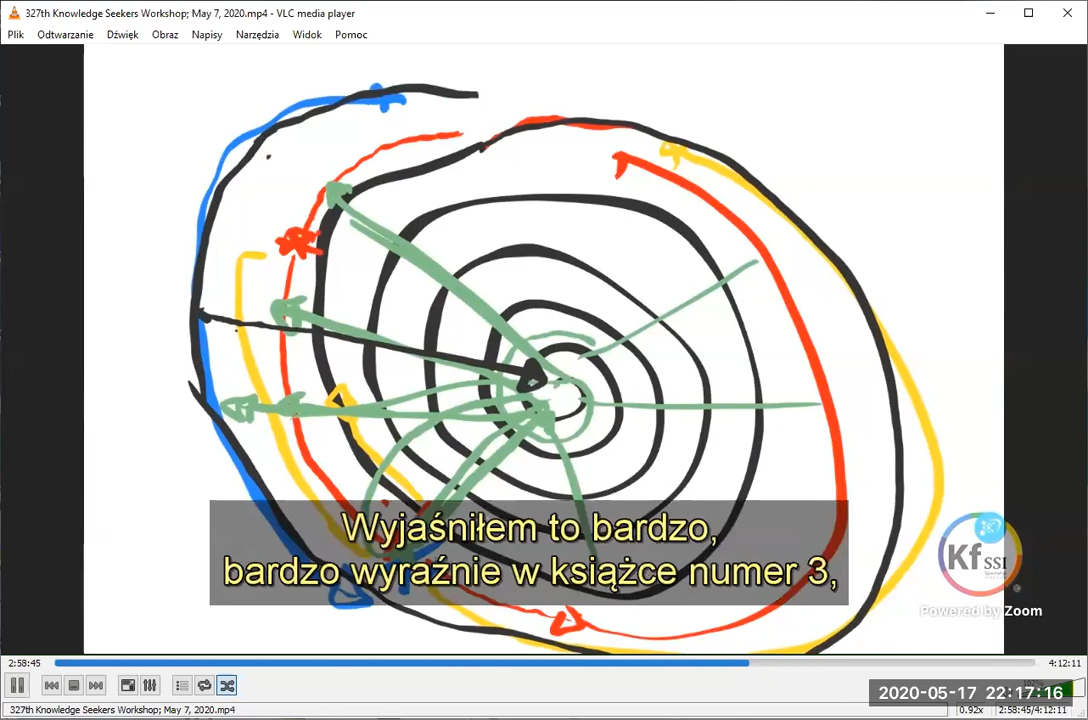 327th Knowledge Seekers Workshop; May 7, 2020.mp4 - VLC media player
Plik Odtwarzanie Dźwięk Obraz Napisy Narzędzia Widok Pomoc
Wyjaśniłem to bardzo,
bardzo wyraźnie w książce numer 3,
Kf SSI
Powered by Zoom
2:58:45 4:12:11
2020-05-17 22:17:16
327th Knowledge Seekers Workshop; May 7, 2020.mp4 0.92x 2:58:45/4:12:11